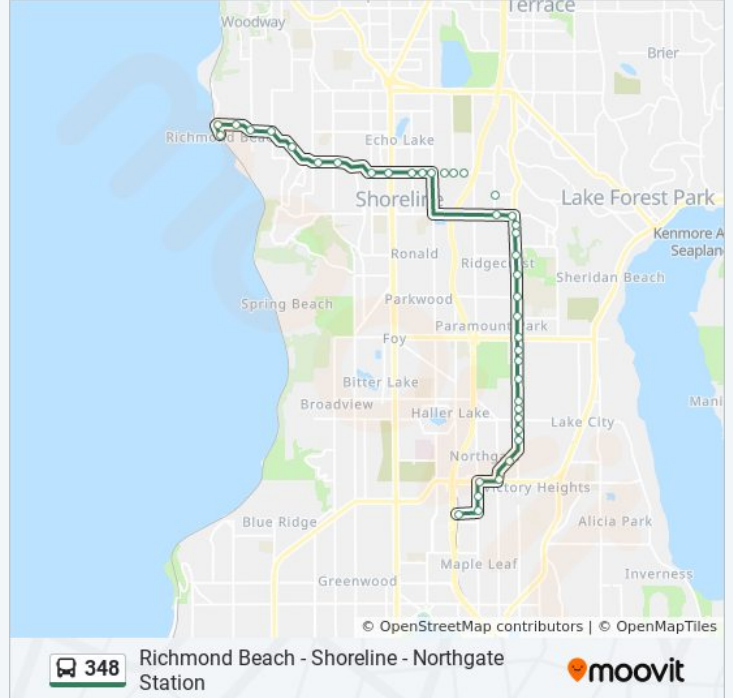 Woodway
Terrace
Brier
Richmond Bea
Echo Lake
Shoreline
Lake Forest Park
Kenmore A
Seaplan
Ronald
Ridgecrest
Sheridan Beach
Spring Beach
Parkwood
Paramount Park
Foy
Bitter Lake
Mani
Broadview
Haller Lake
Lake City
Northga
Victory Heights
Blue Ridge
Alicia Park
Maple Leaf
Inverness
Greenwood
© OpenStreetMap contributors | © OpenMapTiles
348
Richmond Beach - Shoreline - Northgate
Station
moovit